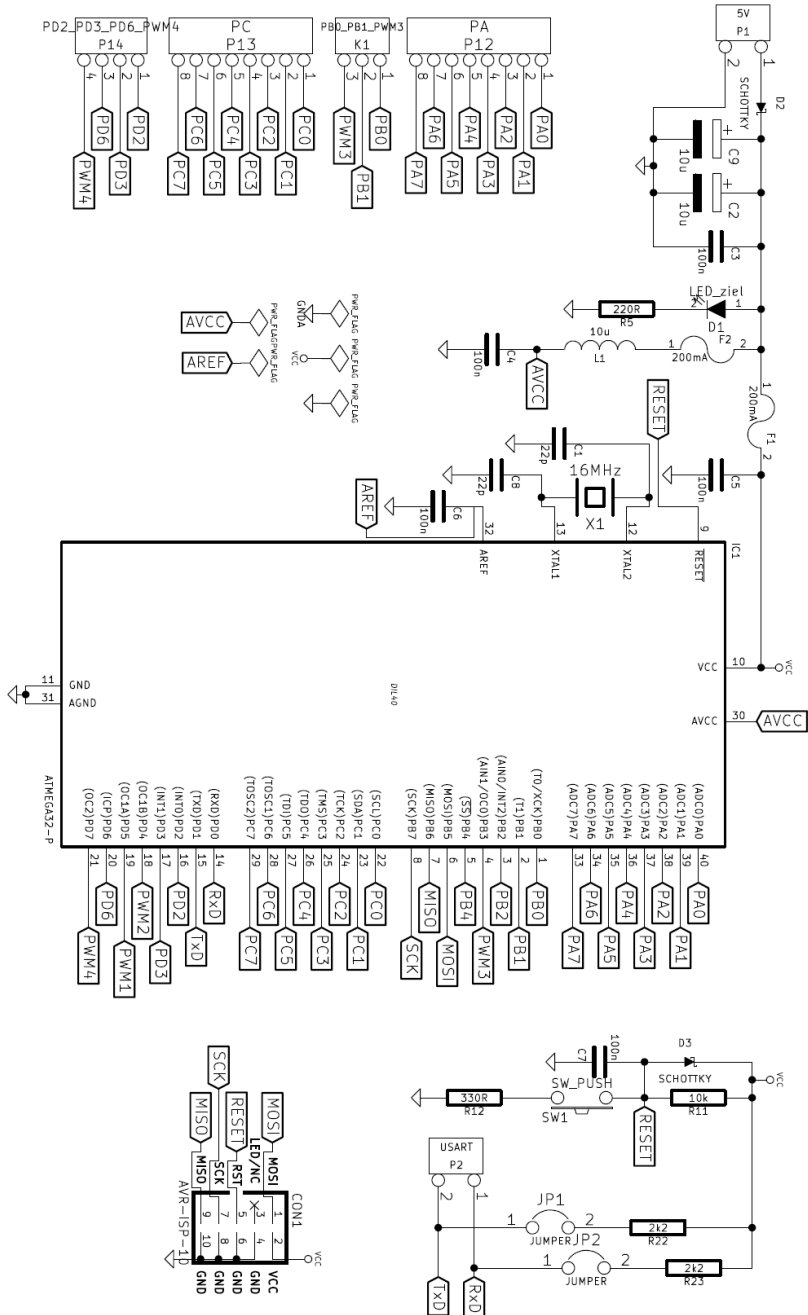 PD2_PD3_PD6_PWM4
P14
4
3
2
1
PD6
PD2
PWM4
PD3
PC
P13
8
7
6
5
4
3
2
1
PC6
PC4
PC2
PC0
PC7
PC5
PC3
PC1
PB0_PB1_PWM3
K1
3
2
1
PWM3
PB0
PB1
PA
P12
8
7
6
5
4
3
2
1
PA6
PA4
PA2
PA0
PA7
PA5
PA3
PA1
5V
P1
2
1
D2
SCHOTTKY
C9
10u
C2
10u
C3
100n
LED_ziel
2
1
D1
220R
R5
10u
L1
F2
1
2
200mA
C4
100n
AVCC
1
F1
2
200mA
RESET
C5
100n
C1
22p
C8
22p
16MHz
X1
AREF
C6
100n
AVCC
PWR_FLAG
GNDA
PWR_FLAG
AREF
PWR_FLAG
VCC
PWR_FLAG
PWR_FLAG
IC1
32
AREF
13
XTAL1
12
XTAL2
9
RESET
VCC
10
VCC
AVCC
30
AVCC
11
GND
31
AGND
DIL40
ATMEGA32-P
(OC2)PD7
(ICP)PD6
(OC1A)PD5
(OC1B)PD4
(INT1)PD3
(INT0)PD2
(TXD)PD1
(RXD)PD0
(TOSC2)PC7
(TOSC1)PC6
(TDI)PC5
(TDO)PC4
(TMS)PC3
(TCK)PC2
(SDA)PC1
(SCL)PC0
(SCK)PB7
(MISO)PB6
(MOSI)PB5
(SS)PB4
(AIN1/OC0)PB3
(AIN0/INT2)PB2
(T1)PB1
(T0/XCK)PB0
(ADC7)PA7
(ADC6)PA6
(ADC5)PA5
(ADC4)PA4
(ADC3)PA3
(ADC2)PA2
(ADC1)PA1
(ADC0)PA0
21
20
19
18
17
16
15
14
29
28
27
26
25
24
23
22
8
7
6
5
4
3
2
1
33
34
35
36
37
38
39
40
PWM4
PD6
PWM1
PWM2
PD3
PD2
TxD
RxD
PC7
PC6
PC5
PC4
PC3
PC2
PC1
PC0
SCK
MISO
MOSI
PB4
PWM3
PB2
PB1
PB0
PA7
PA6
PA5
PA4
PA3
PA2
PA1
PA0
C7
100n
D3
SCHOTTKY
VCC
330R
R12
SW_PUSH
SW1
RESET
10k
R11
USART
P2
2
1
JP1
1
2
JUMPER
2k2
R22
JP2
1
2
JUMPER
2k2
R23
TxD
RxD
SCK
MISO
RESET
MOSI
MISO
SCK
RST
LED/NC
MOSI
AVR-ISP-10
CON1
9
7
5
3
1
10
8
6
4
2
GND
GND
GND
GND
VCC
VCC